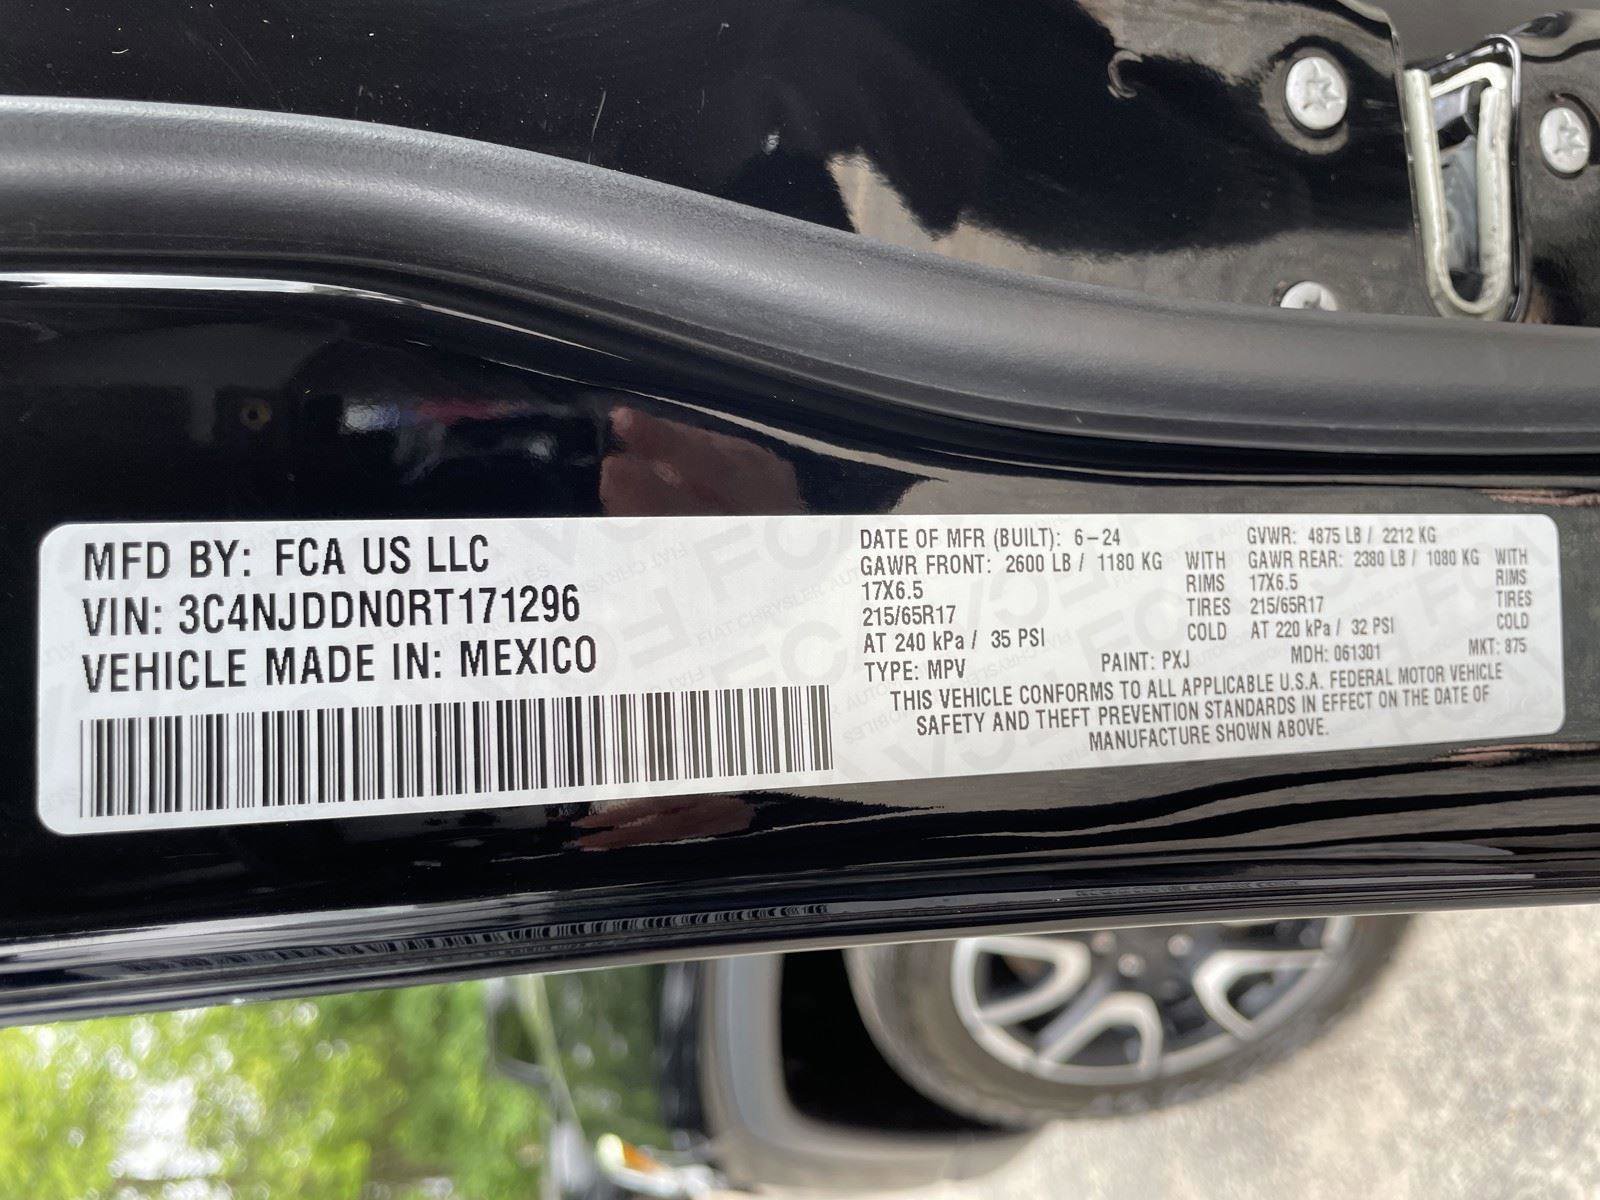 MFD BY: FCA US LLC
VIN: 3C4NJDDN0RT171296
VEHICLE MADE IN: MEXICO
DATE OF MFR (BUILT): 6-24 GVWR: 4875 LB / 2212 KG
GAWR FRONT: 2600 LB / 1180 KG WITH GAWR REAR: 2380 LB / 1080 KG WITH
17X6.5 RIMS 17X6.5 RIMS
215/65R17 TIRES 215/65R17 TIRES
AT 240 kPa / 35 PSI COLD AT 220 kPa / 32 PSI COLD
TYPE: MPV PAINT: PXJ MDH: 061301 MKT: 875
THIS VEHICLE CONFORMS TO ALL APPLICABLE U.S.A. FEDERAL MOTOR VEHICLE
SAFETY AND THEFT PREVENTION STANDARDS IN EFFECT ON THE DATE OF
MANUFACTURE SHOWN ABOVE.